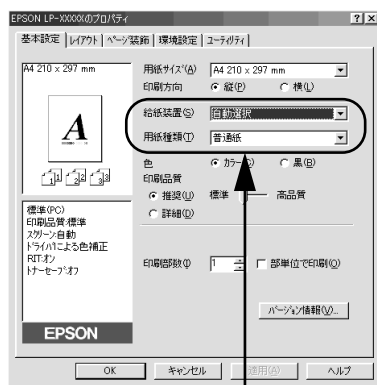 EPSON LP-XXXXXのプロパティ
基本設定 レイアウト ページ装飾 環境設定 ユーティリティ
A4 210 x 297 mm
A
1 1 2 2 3 3
標準(PC)
印刷品質:標準
スクリーン:自動
ドライバによる色補正
RIT:オン
トナーセーブ:オフ
EPSON
用紙サイズ(A) A4 210 x 297 mm
印刷方向 縦(P) 横(L)
給紙装置(S) 自動選択
用紙種類(T) 普通紙
色 カラー 黒(B)
印刷品質
推奨(U) 標準 高品質
詳細(D)
印刷部数(I) 1 部単位で印刷(O)
バージョン情報(V)...
OK キャンセル 適用(A) ヘルプ